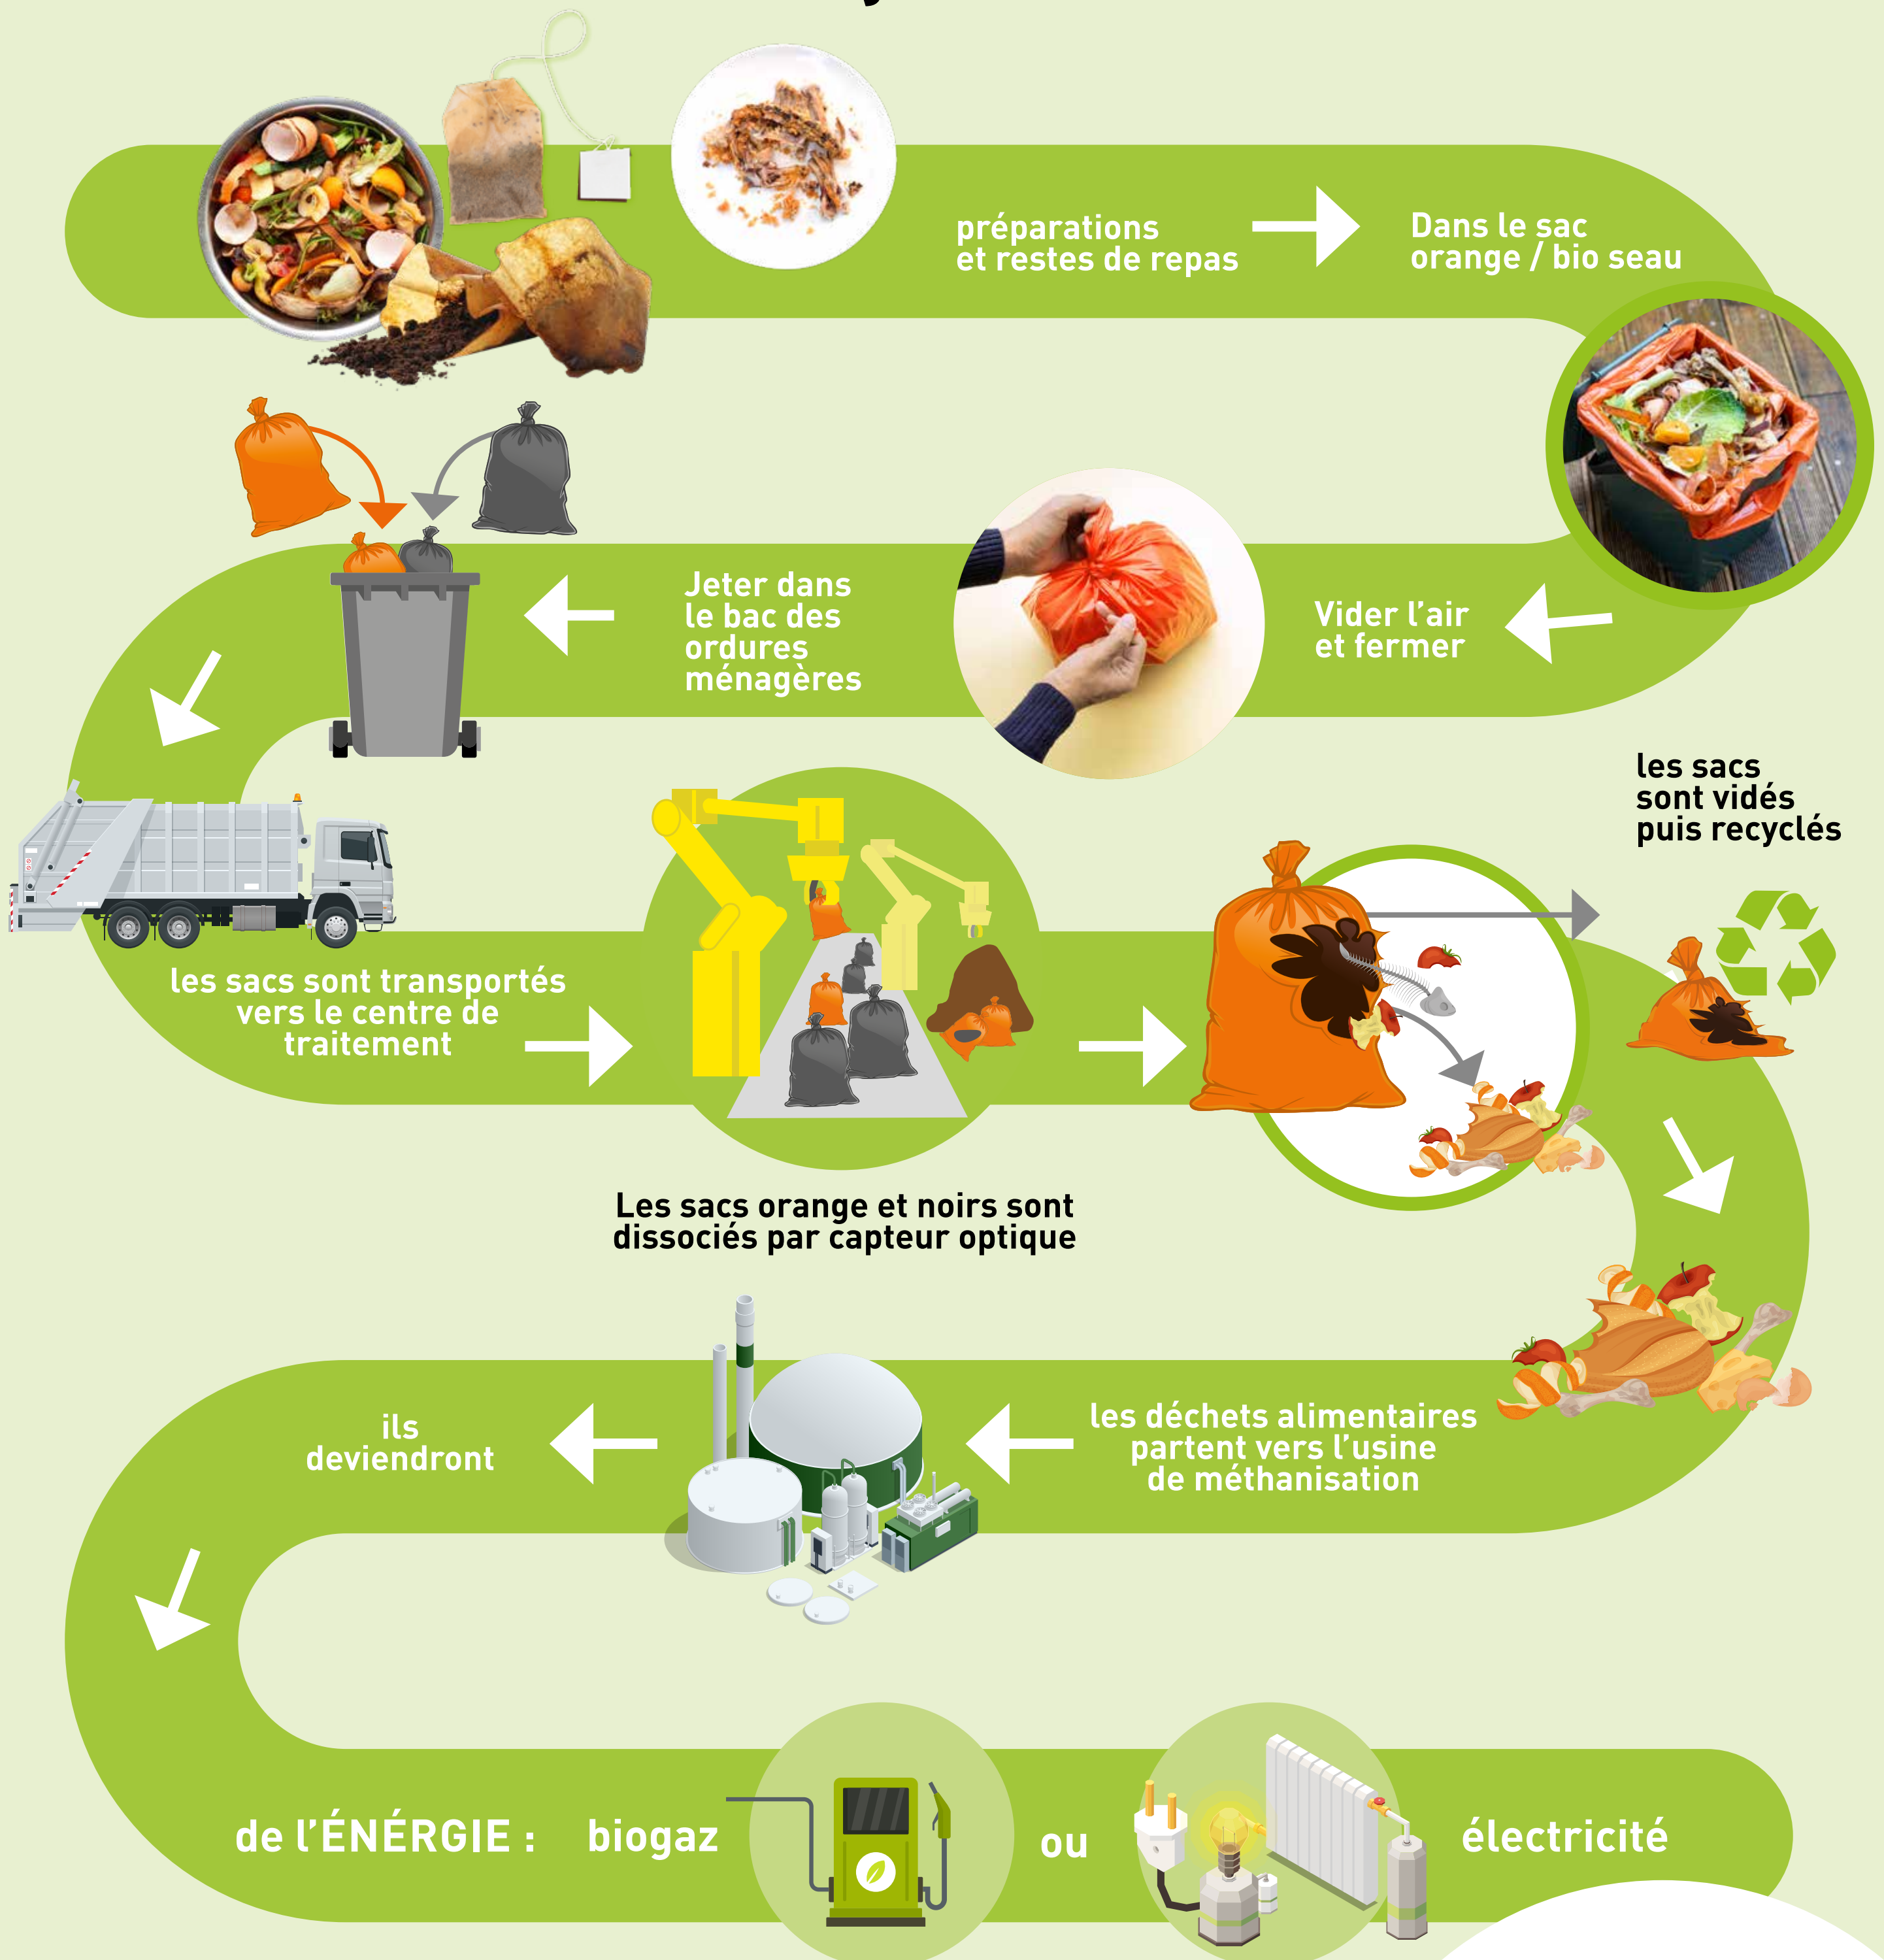 préparations
et restes de repas
Dans le sac
orange / bio seau
Vider l’air
et fermer
Jeter dans
le bac des
ordures
ménagères
les sacs sont transportés
vers le centre de
traitement
Les sacs orange et noirs sont
dissociés par capteur optique
les sacs
sont vidés
puis recyclés
les déchets alimentaires
partent vers l’usine
de méthanisation
ils
deviendront
de l’ÉNÉRGIE : biogaz
ou
électricité